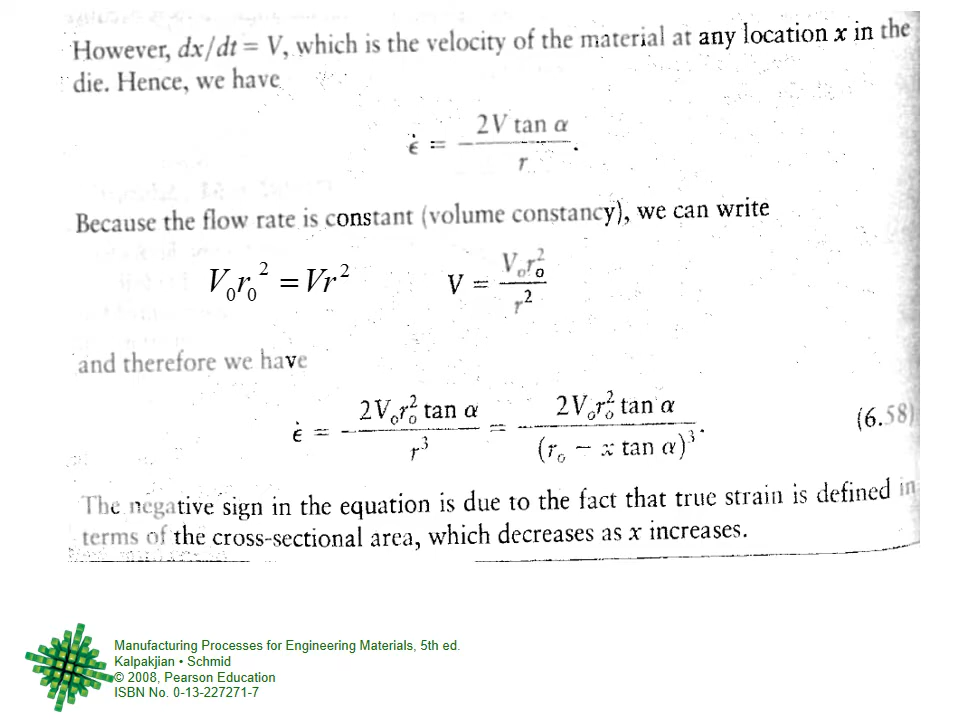 However, dx/dt = V, which is the velocity of the material at any location x in the
die. Hence, we have
ϵ̇ = −2V tan α / r.
Because the flow rate is constant (volume constancy), we can write
V₀r₀² = Vr²   V = V₀r₀² / r²
and therefore we have
ϵ̇ = −2V₀r₀² tan α / r³ = −2V₀r₀² tan α / (r₀ − x tan α)³.   (6.58)
The negative sign in the equation is due to the fact that true strain is defined in
terms of the cross-sectional area, which decreases as x increases.
Manufacturing Processes for Engineering Materials, 5th ed.
Kalpakjian • Schmid
© 2008, Pearson Education
ISBN No. 0-13-227271-7